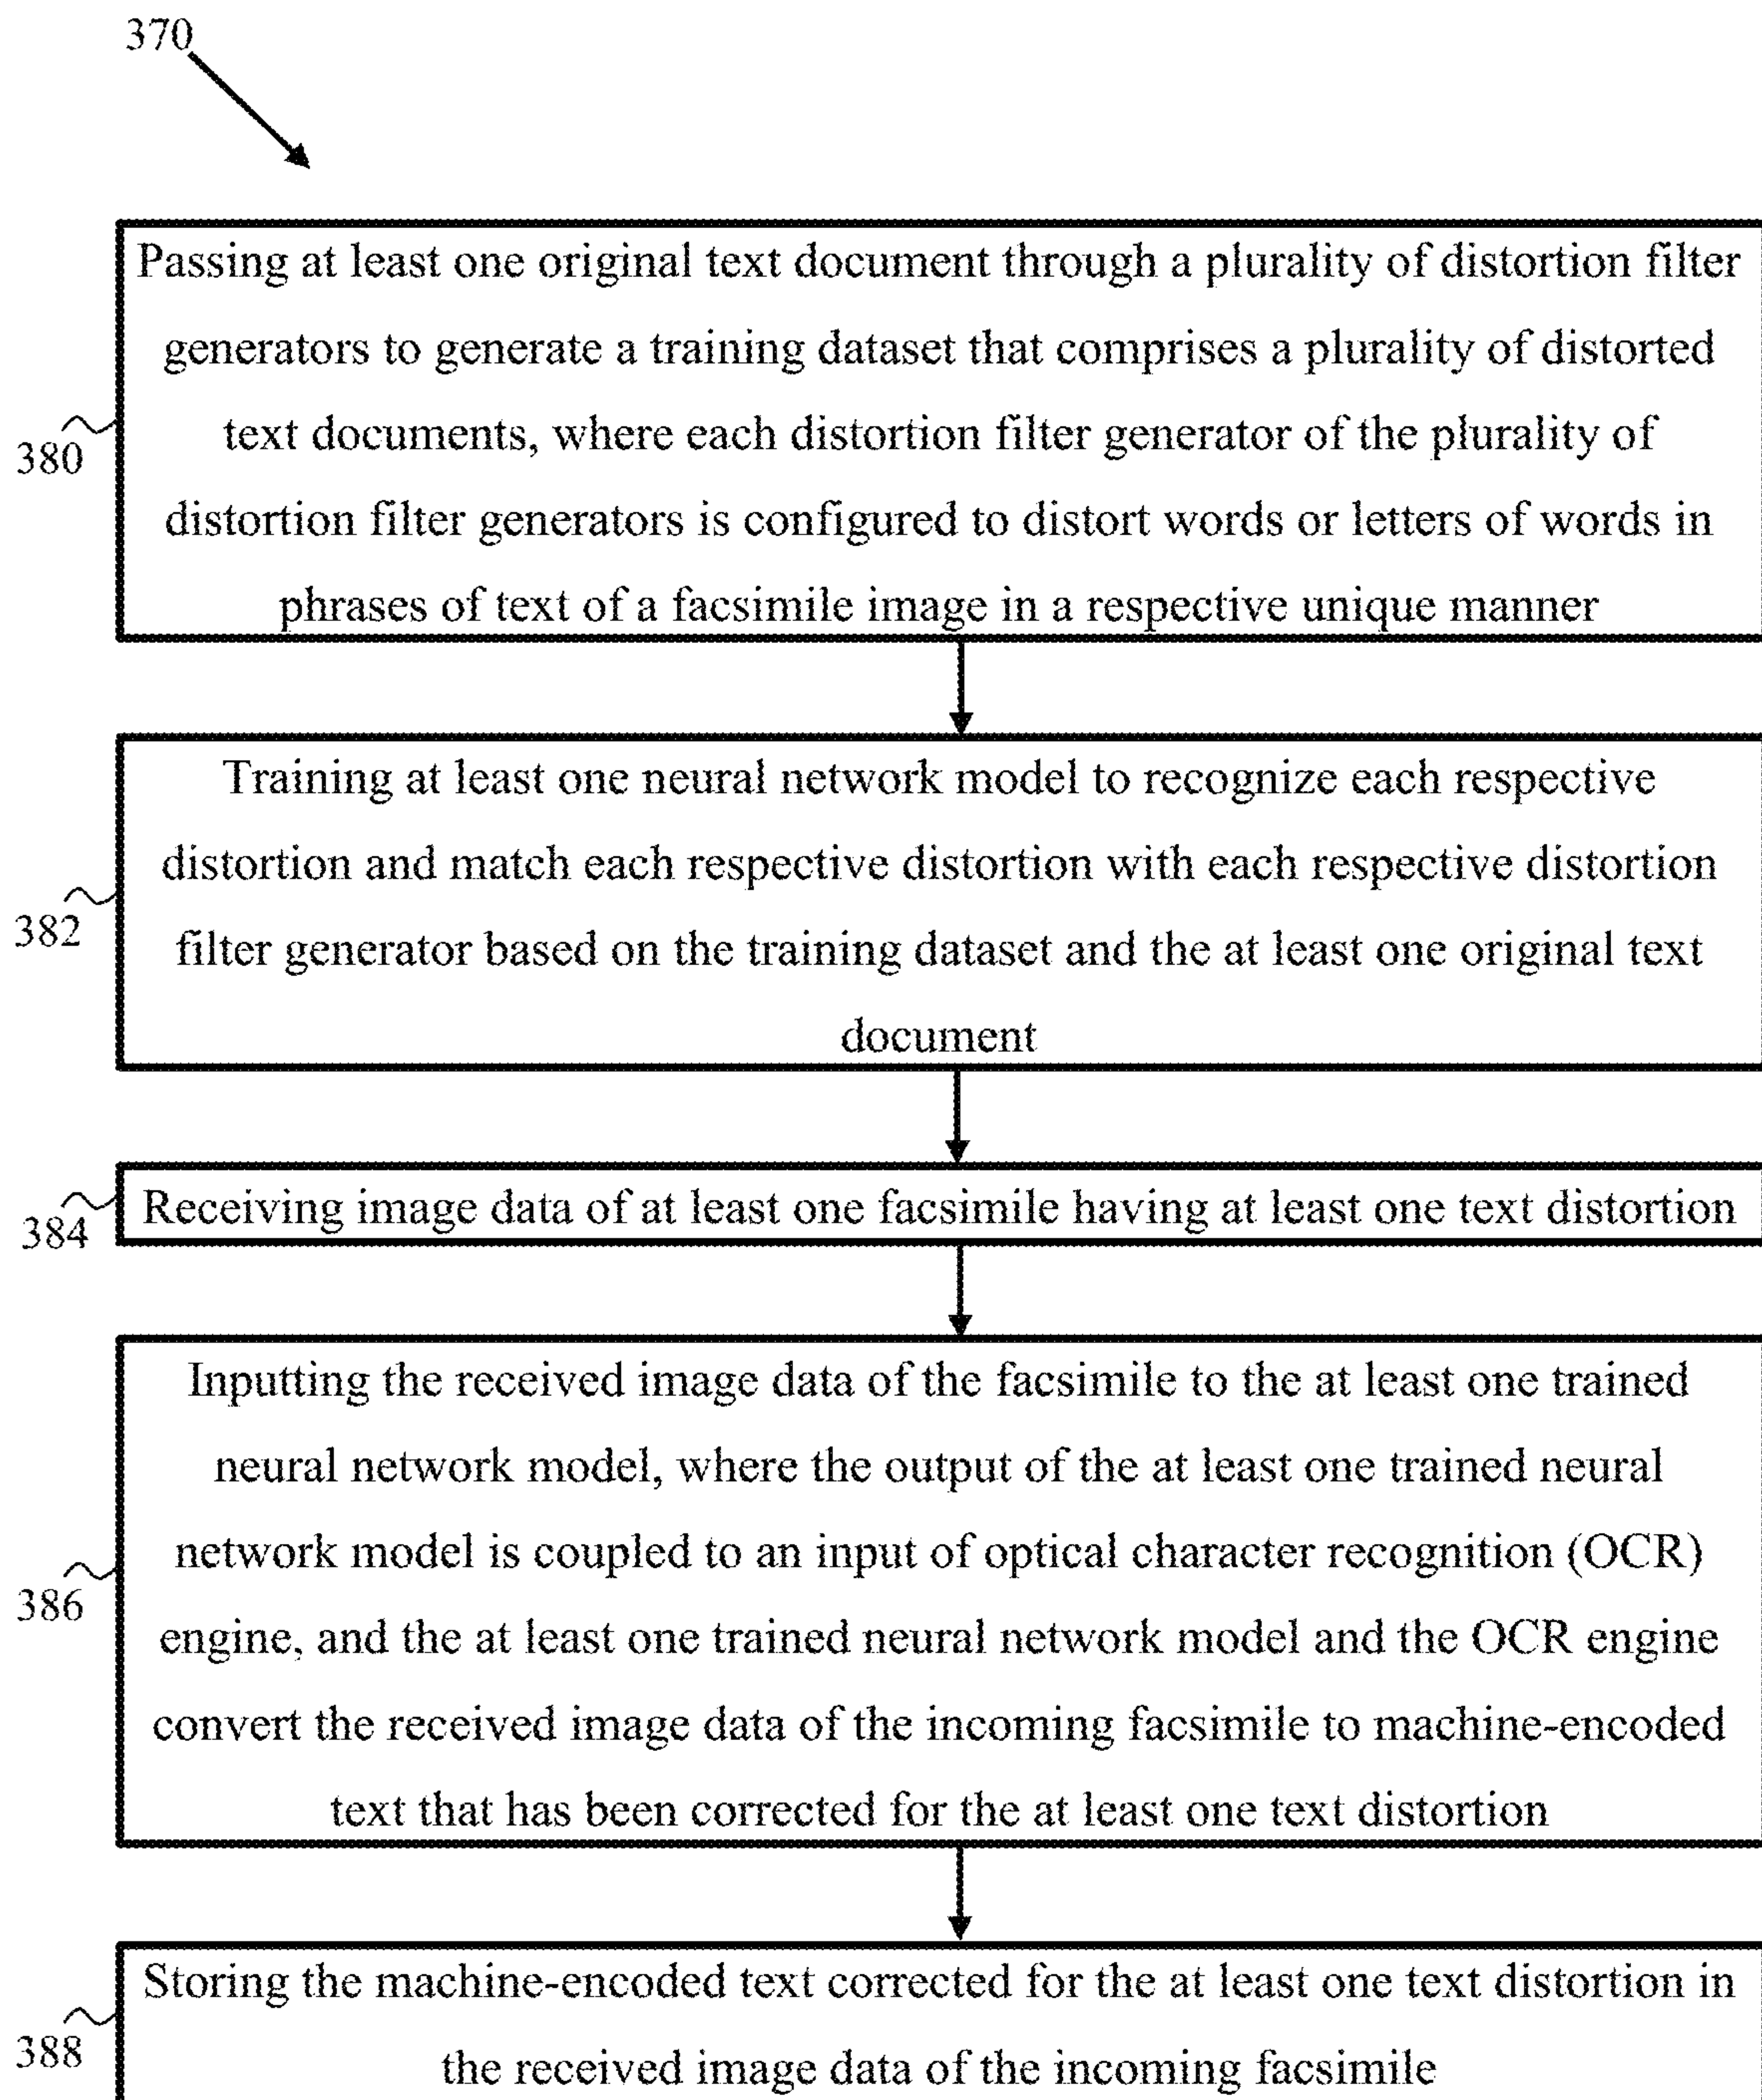 370
Passing at least one original text document through a plurality of distortion filter
generators to generate a training dataset that comprises a plurality of distorted
text documents, where each distortion filter generator of the plurality of
distortion filter generators is configured to distort words or letters of words in
phrases of text of a facsimile image in a respective unique manner
380
Training at least one neural network model to recognize each respective
distortion and match each respective distortion with each respective distortion
filter generator based on the training dataset and the at least one original text
document
382
Receiving image data of at least one facsimile having at least one text distortion
384
Inputting the received image data of the facsimile to the at least one trained
neural network model, where the output of the at least one trained neural
network model is coupled to an input of optical character recognition (OCR)
engine, and the at least one trained neural network model and the OCR engine
convert the received image data of the incoming facsimile to machine-encoded
text that has been corrected for the at least one text distortion
386
Storing the machine-encoded text corrected for the at least one text distortion in
the received image data of the incoming facsimile
388